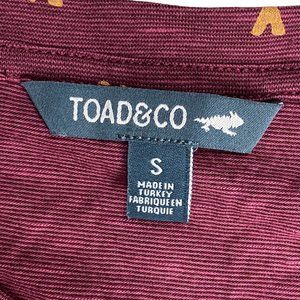 TOAD&CO
S
MADE IN
TURKEY
FABRIQUE EN
TURQUIE